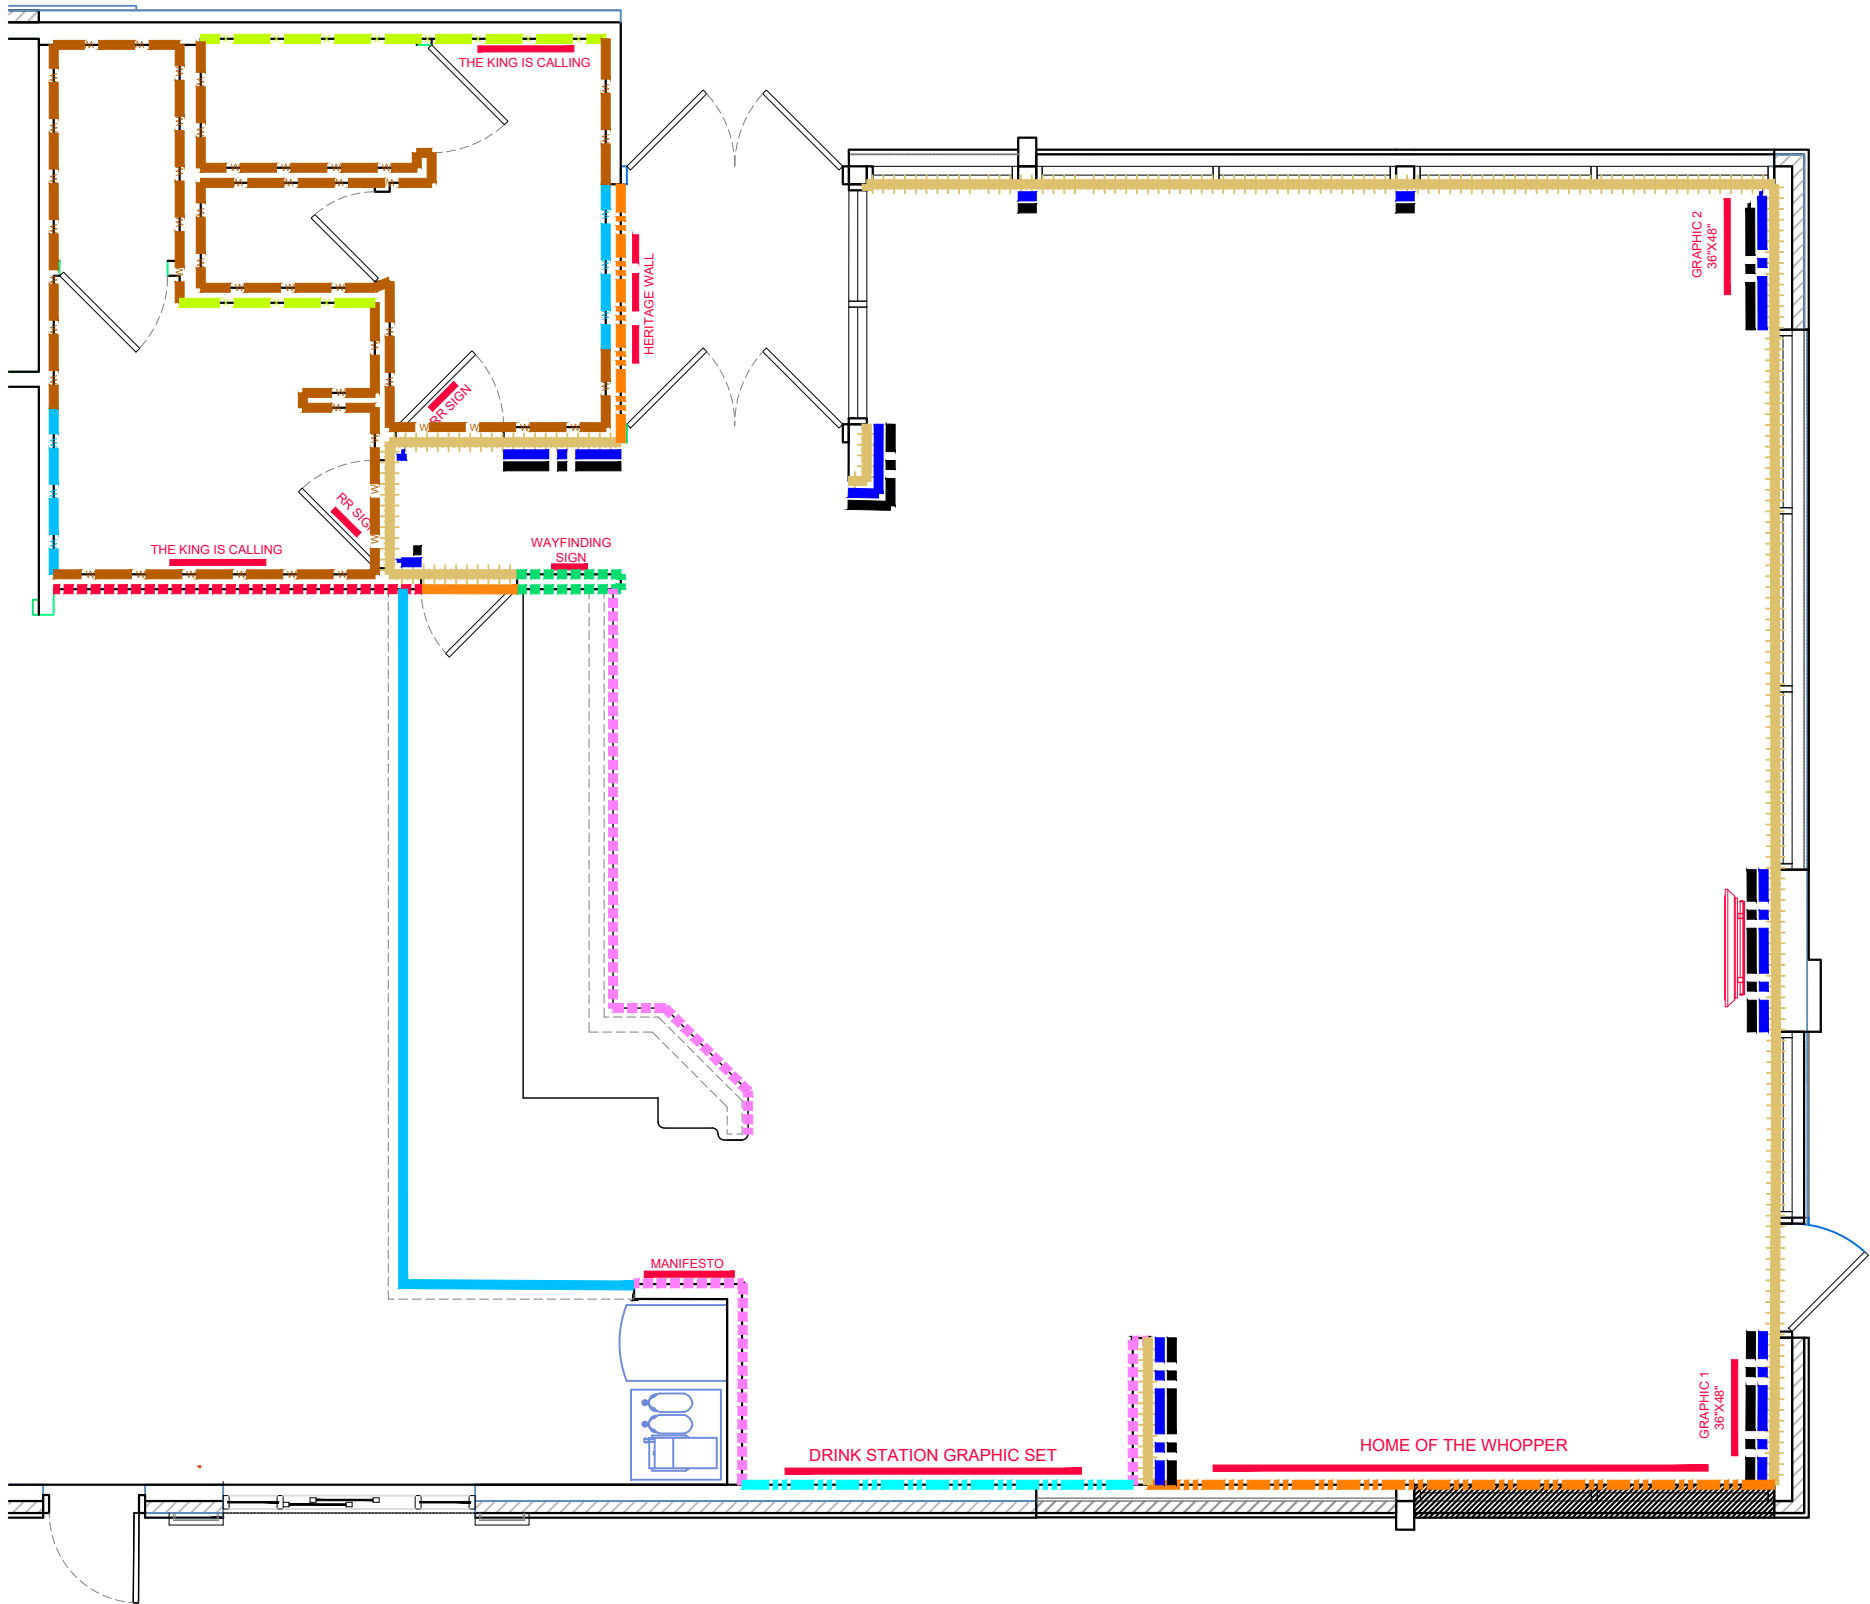 THE KING IS CALLING
GRAPHIC 2
36"X48"
HERITAGE WALL
RR SIGN
RR SIGN
WAYFINDING
SIGN
THE KING IS CALLING
MANIFESTO
GRAPHIC 1
36"X48"
DRINK STATION GRAPHIC SET
HOME OF THE WHOPPER